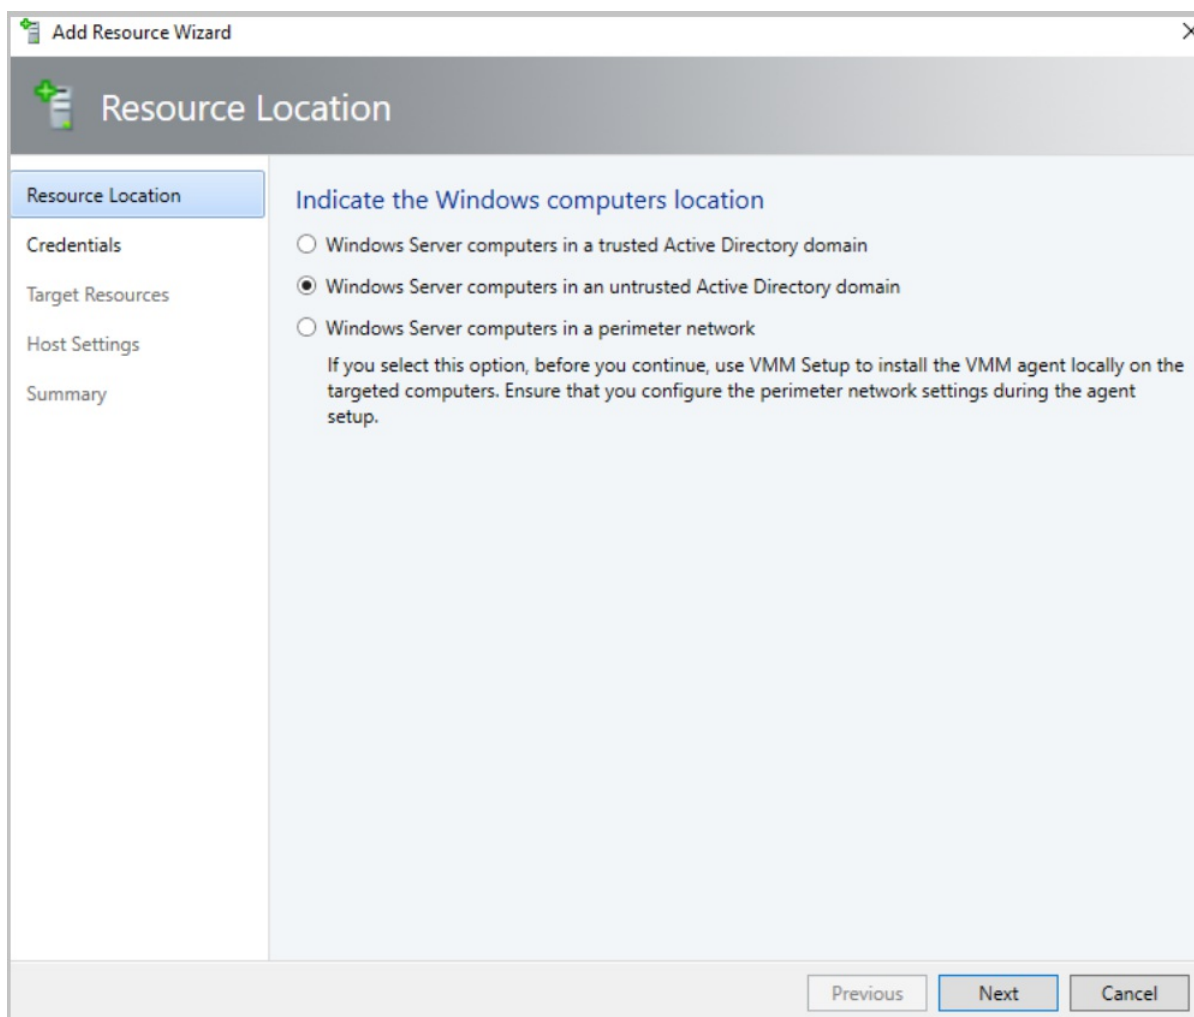 Add Resource Wizard
Resource Location
Resource Location
Credentials
Target Resources
Host Settings
Summary
Indicate the Windows computers location
Windows Server computers in a trusted Active Directory domain
Windows Server computers in an untrusted Active Directory domain
Windows Server computers in a perimeter network
If you select this option, before you continue, use VMM Setup to install the VMM agent locally on the
targeted computers. Ensure that you configure the perimeter network settings during the agent
setup.
Previous
Next
Cancel